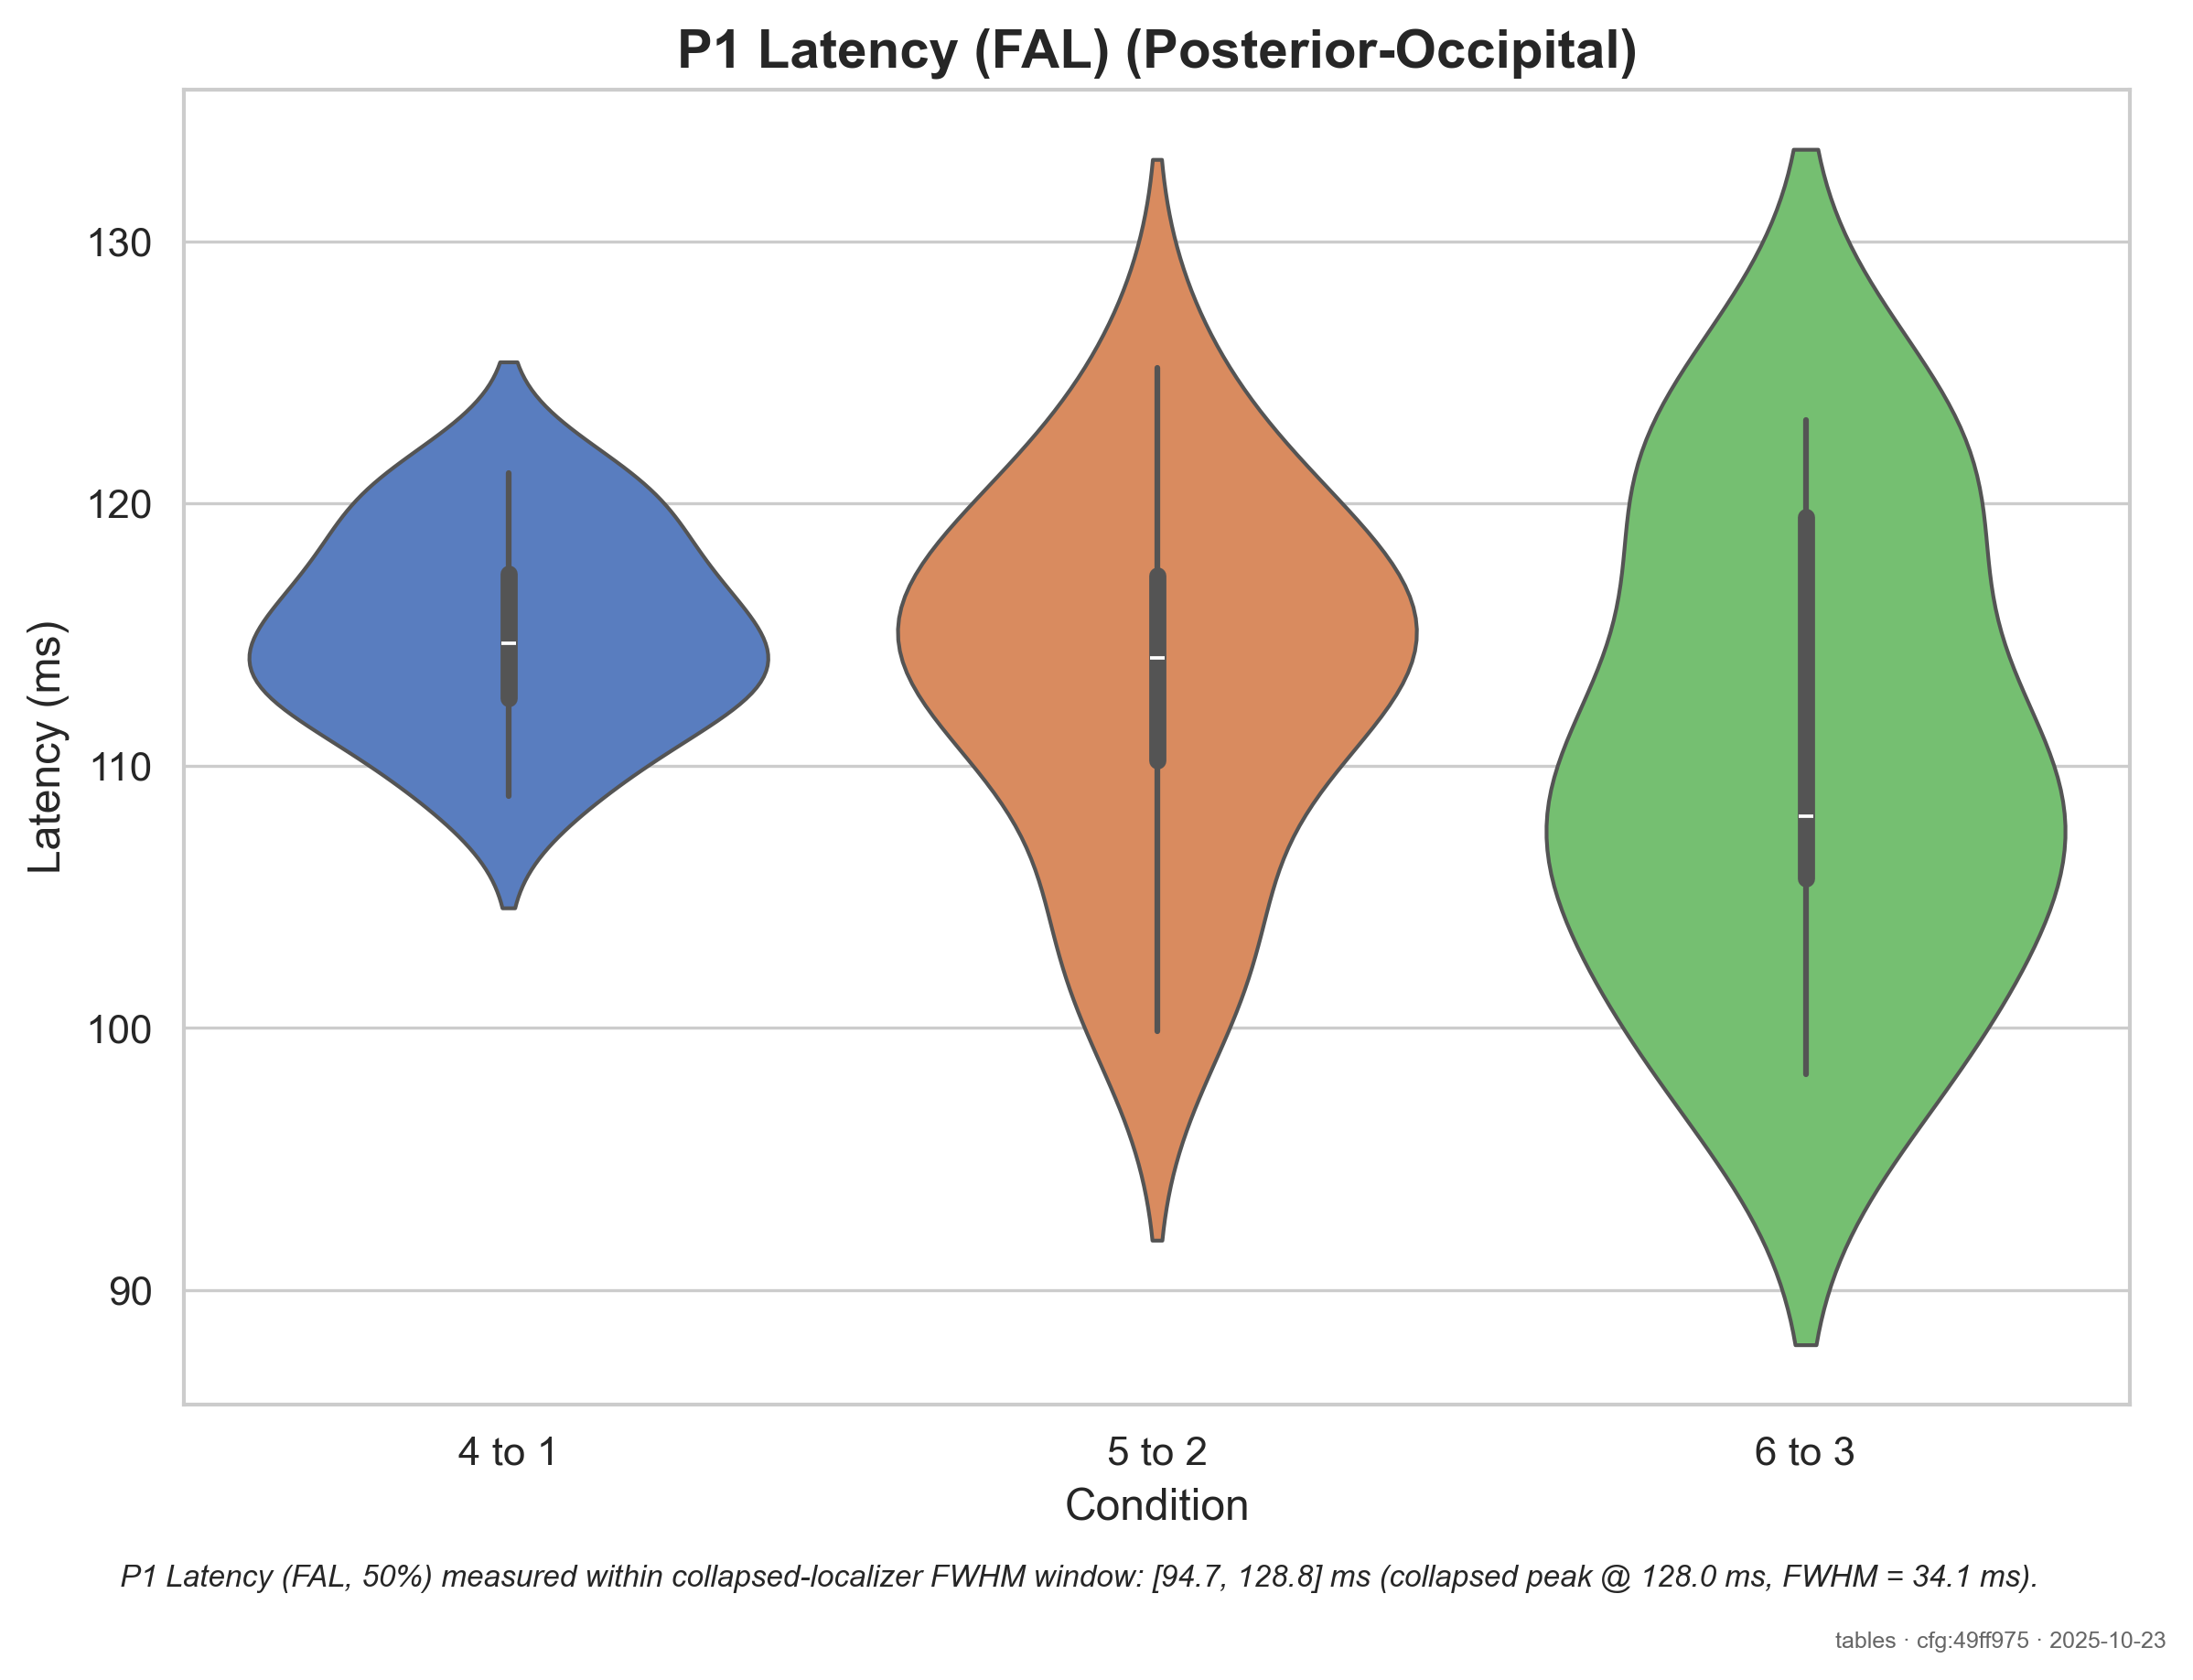 P1 Latency (FAL) (Posterior-Occipital)
Latency (ms)
130
120
110
100
90
4 to 1
5 to 2
6 to 3
Condition
P1 Latency (FAL, 50%) measured within collapsed-localizer FWHM window: [94.7, 128.8] ms (collapsed peak @ 128.0 ms, FWHM = 34.1 ms).
tables · cfg:49ff975 · 2025-10-23